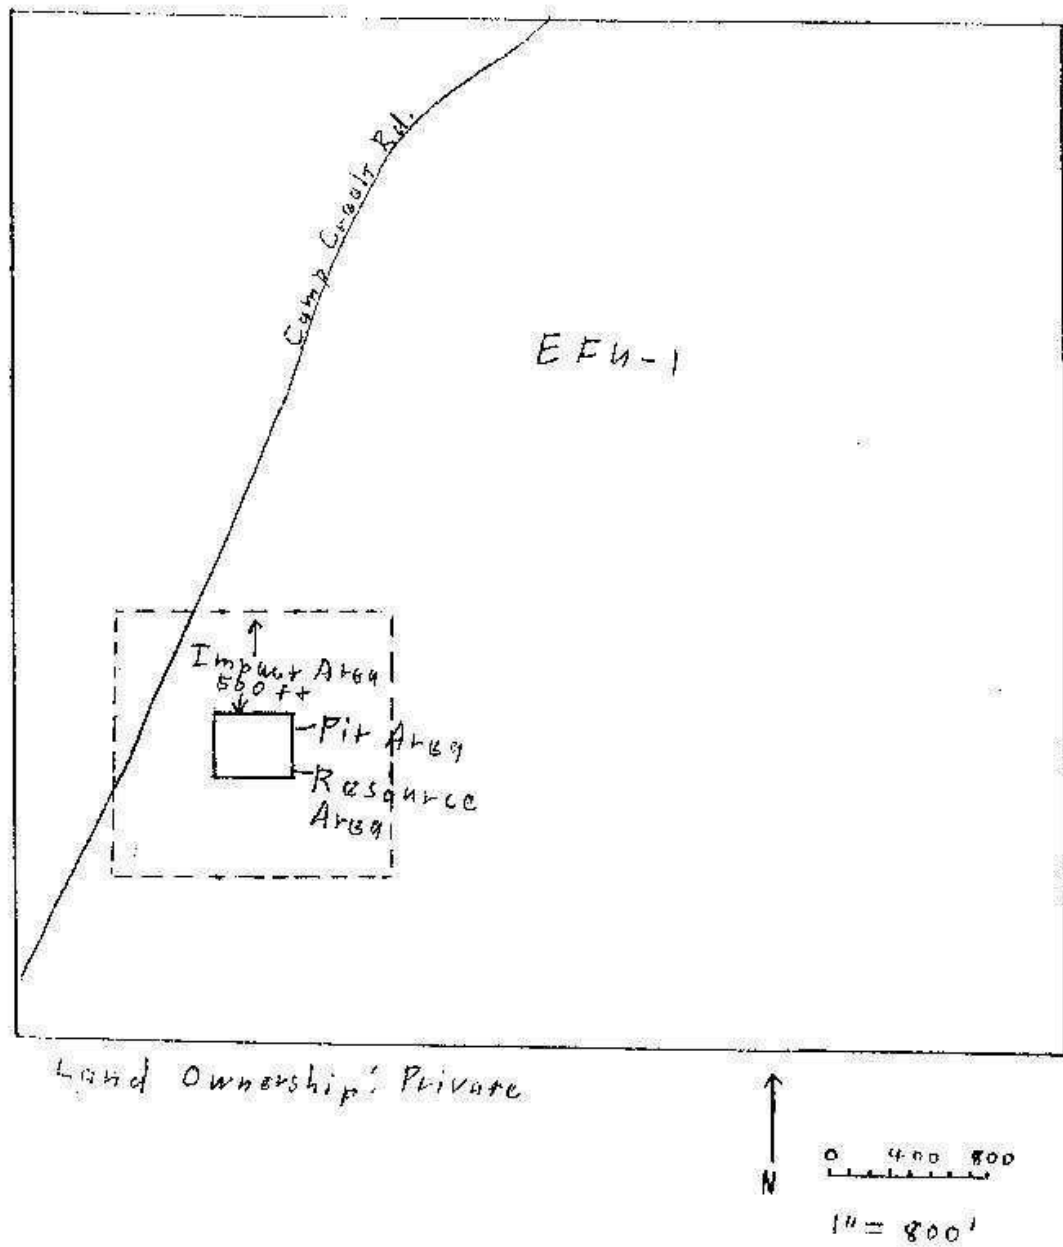 Camp Creek Rd.
EFU-1
Impact Area
500 ft
Pit Area
Resource
Area
Land Ownership: Private
N
0 400 800
1" = 800'